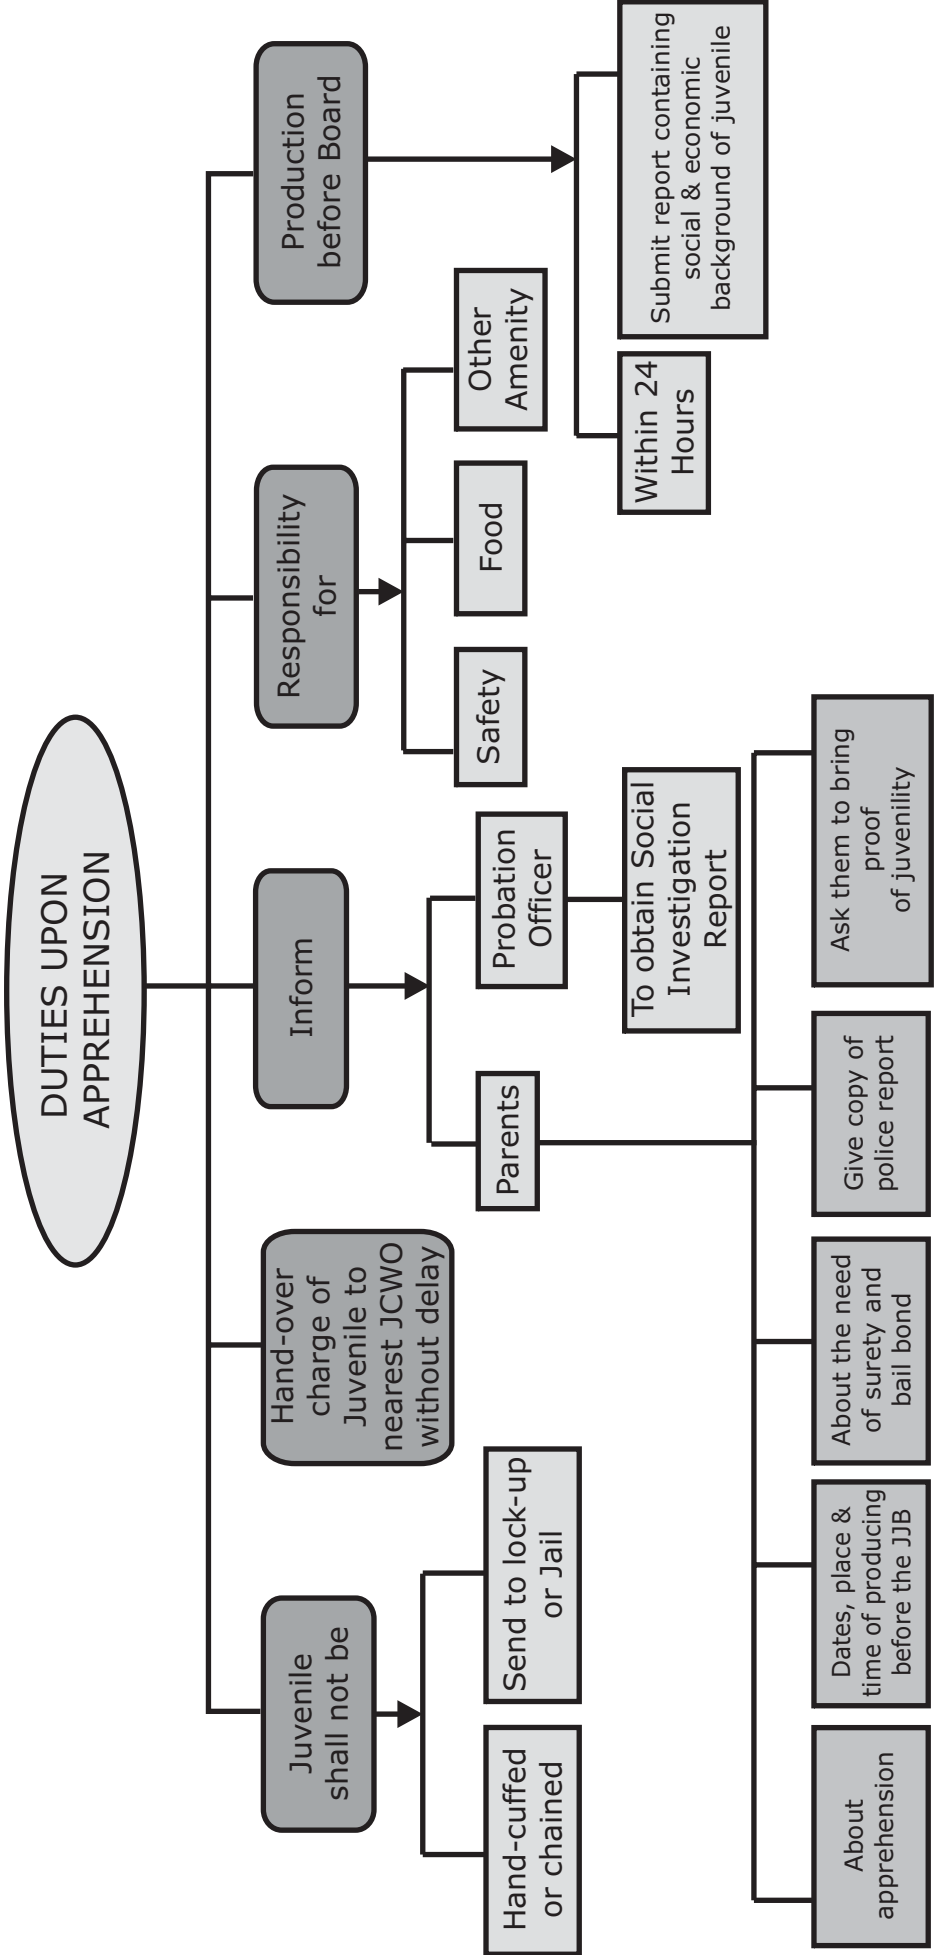 DUTIES UPON
APPREHENSION
Juvenile
shall not be
Hand-over
charge of
Juvenile to
nearest JCWO
without delay
Inform
Responsibility
for
Production
before Board
Hand-cuffed
or chained
Send to lock-up
or Jail
Parents
Probation
Officer
Safety
Food
Other
Amenity
To obtain Social
Investigation
Report
Within 24
Hours
Submit report containing
social & economic
background of juvenile
About
apprehension
Dates, place &
time of producing
before the JJB
About the need
of surety and
bail bond
Give copy of
police report
Ask them to bring
proof
of juvenility